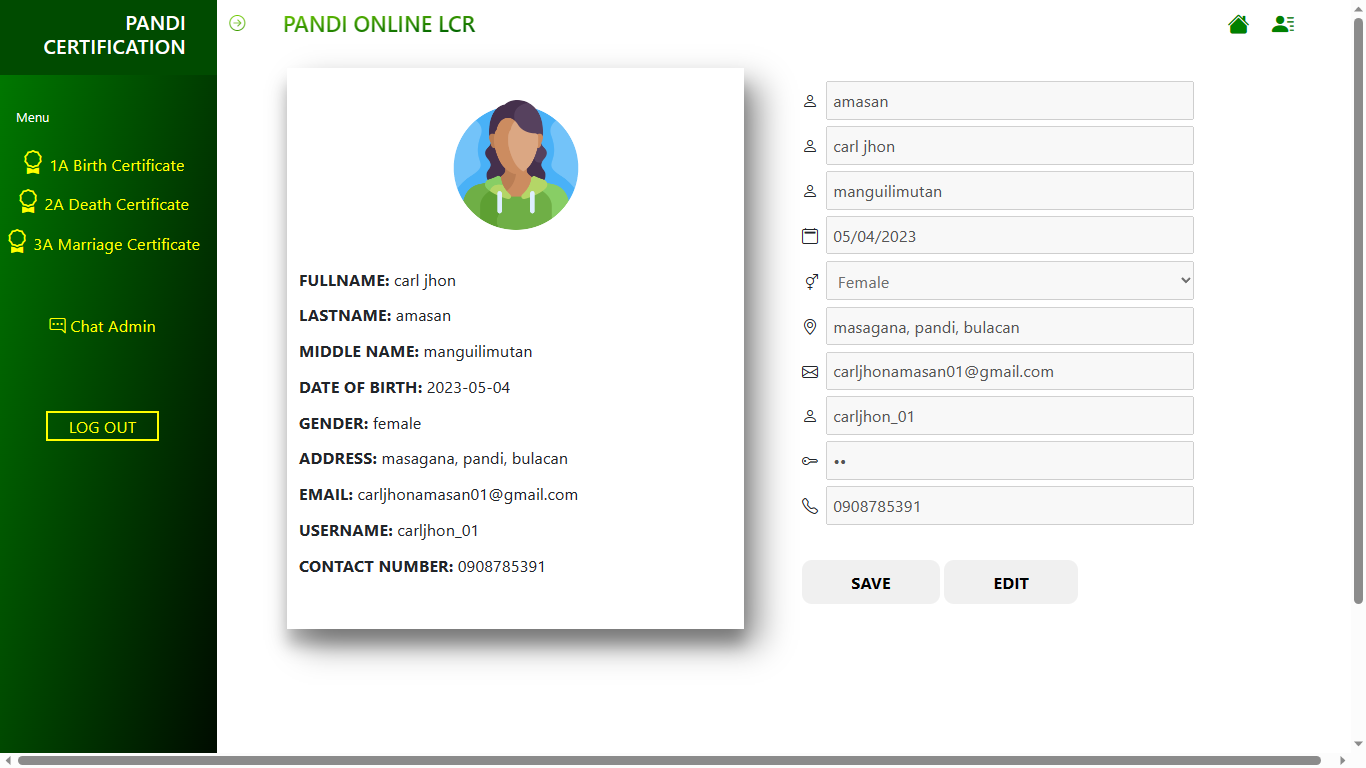 PANDI
CERTIFICATION
Menu
1A Birth Certificate
2A Death Certificate
3A Marriage Certificate
Chat Admin
LOG OUT
PANDI ONLINE LCR
FULLNAME: carl jhon
LASTNAME: amasan
MIDDLE NAME: manguilimutan
DATE OF BIRTH: 2023-05-04
GENDER: female
ADDRESS: masagana, pandi, bulacan
EMAIL: carljhonamasan01@gmail.com
USERNAME: carljhon_01
CONTACT NUMBER: 0908785391
amasan
carl jhon
manguilimutan
05/04/2023
Female
masagana, pandi, bulacan
carljhonamasan01@gmail.com
carljhon_01
••
0908785391
SAVE
EDIT